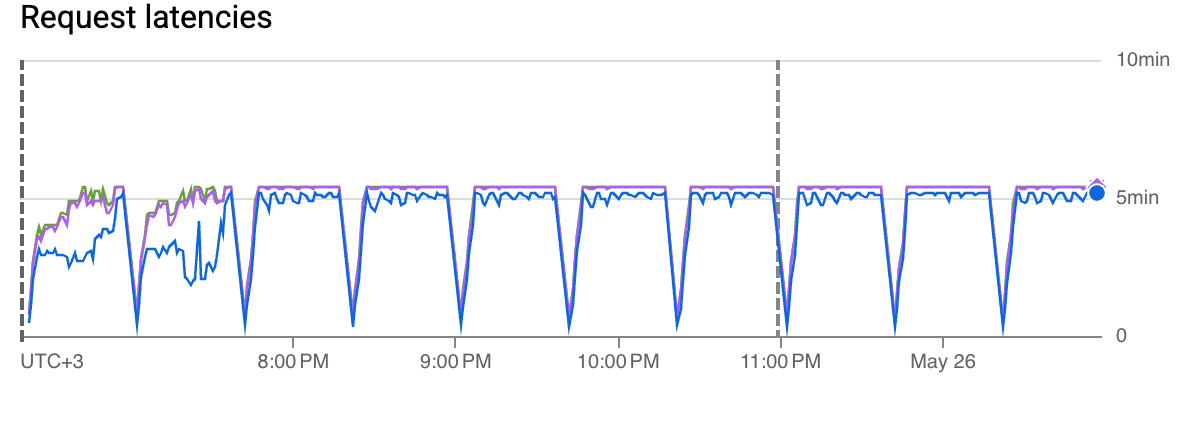 Request latencies
10min
5min
0
UTC+3
8:00 PM
9:00 PM
10:00 PM
11:00 PM
May 26